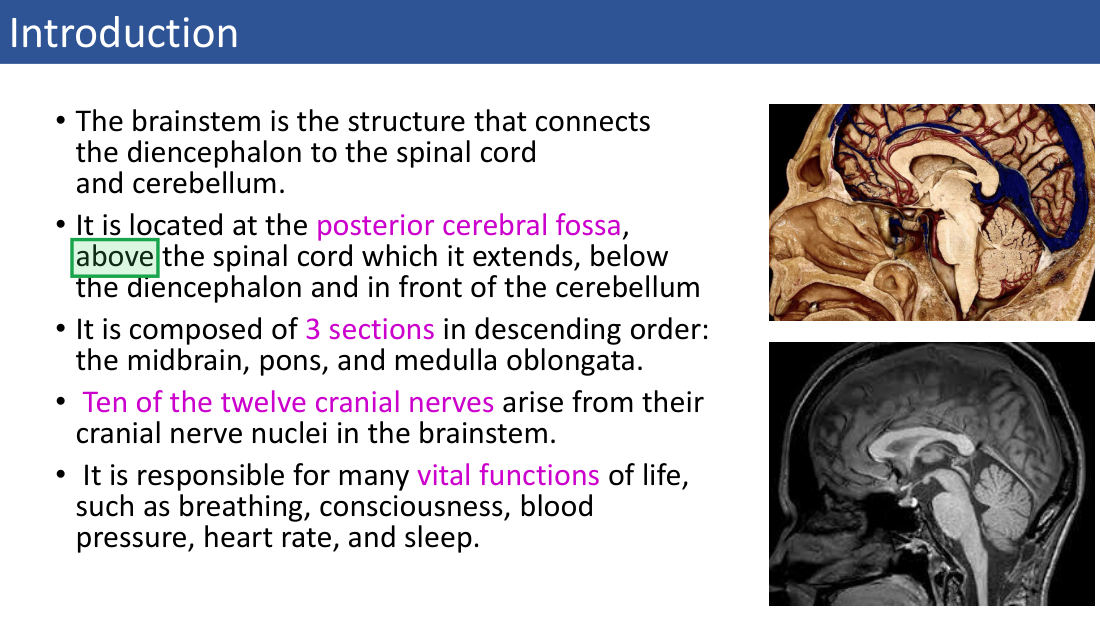 Introduction
• The brainstem is the structure that connects
the diencephalon to the spinal cord
and cerebellum.
• It is located at the posterior cerebral fossa,
above the spinal cord which it extends, below
the diencephalon and in front of the cerebellum
• It is composed of 3 sections in descending order:
the midbrain, pons, and medulla oblongata.
• Ten of the twelve cranial nerves arise from their
cranial nerve nuclei in the brainstem.
• It is responsible for many vital functions of life,
such as breathing, consciousness, blood
pressure, heart rate, and sleep.